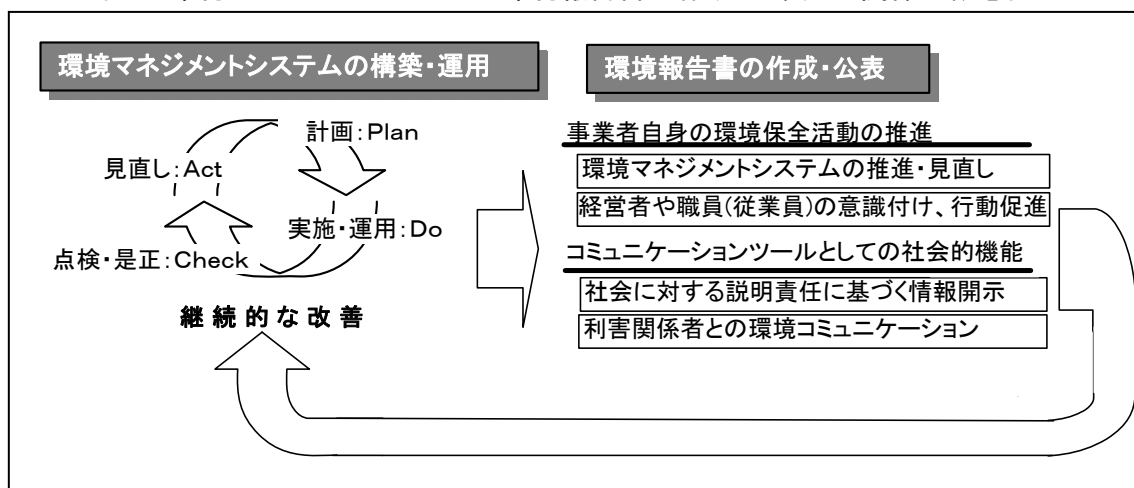 環境マネジメントシステムの構築・運用
計画：Plan
見直し：Act
実施・運用：Do
点検・是正：Check
継続的な改善
環境報告書の作成・公表
事業者自身の環境保全活動の推進
環境マネジメントシステムの推進・見直し
経営者や職員(従業員)の意識付け、行動促進
コミュニケーションツールとしての社会的機能
社会に対する説明責任に基づく情報開示
利害関係者との環境コミュニケーション